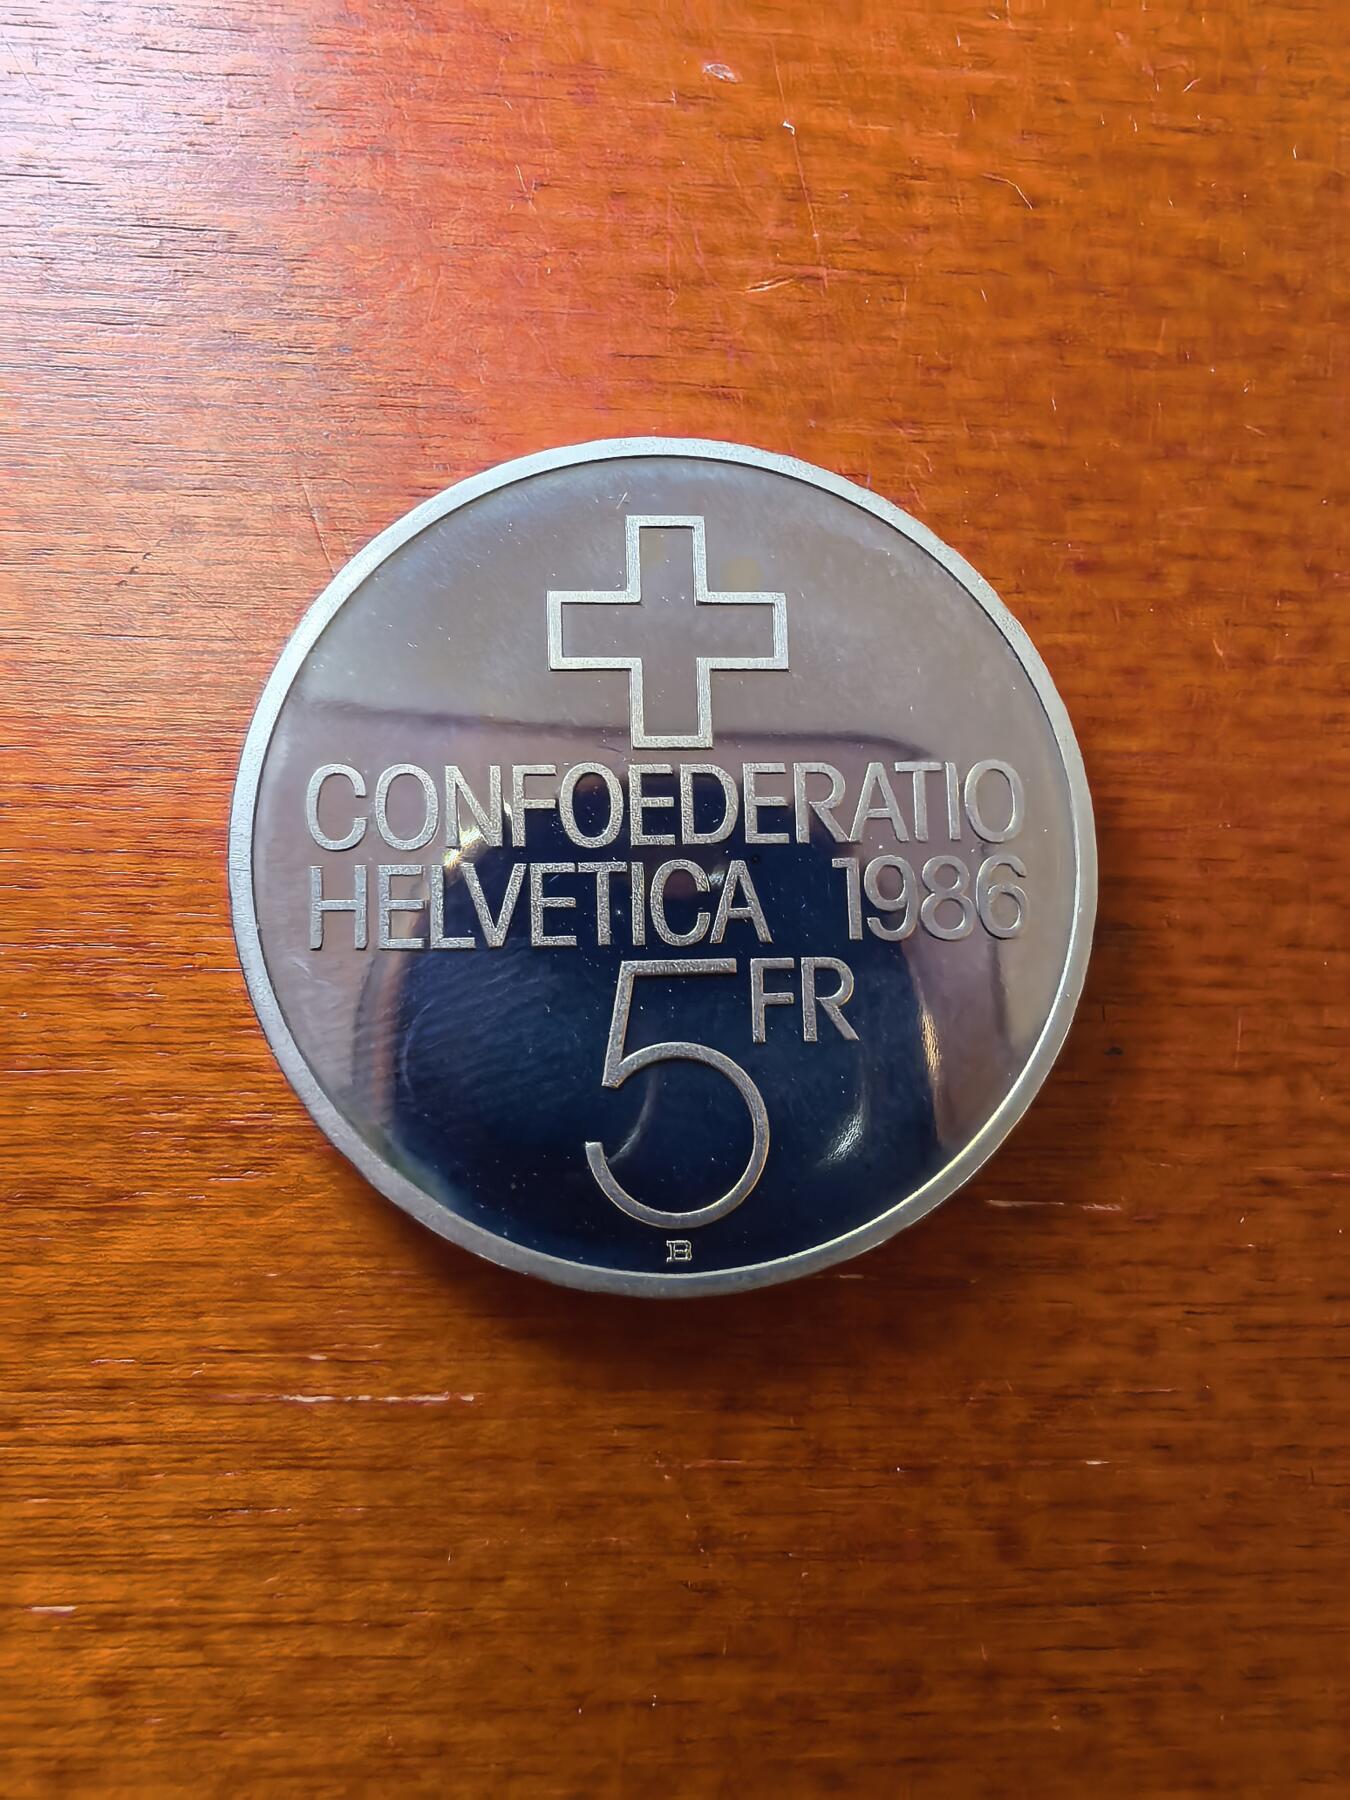 CONFOEDERATIO
HELVETICA 1986
5 FR
B